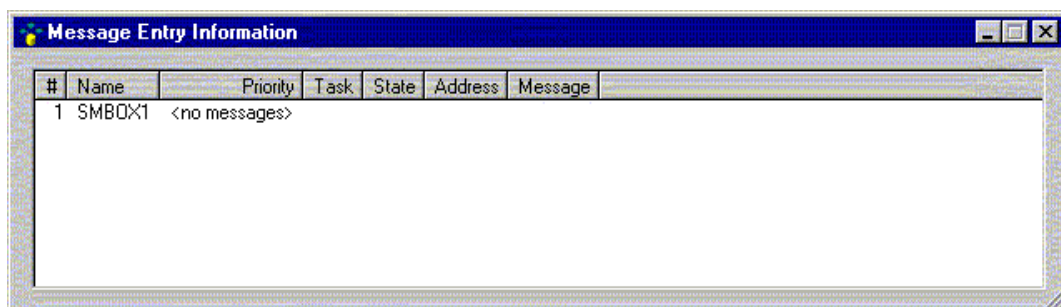 Message Entry Information
# Name Priority Task State Address Message
1 SMBOX1 <no messages>